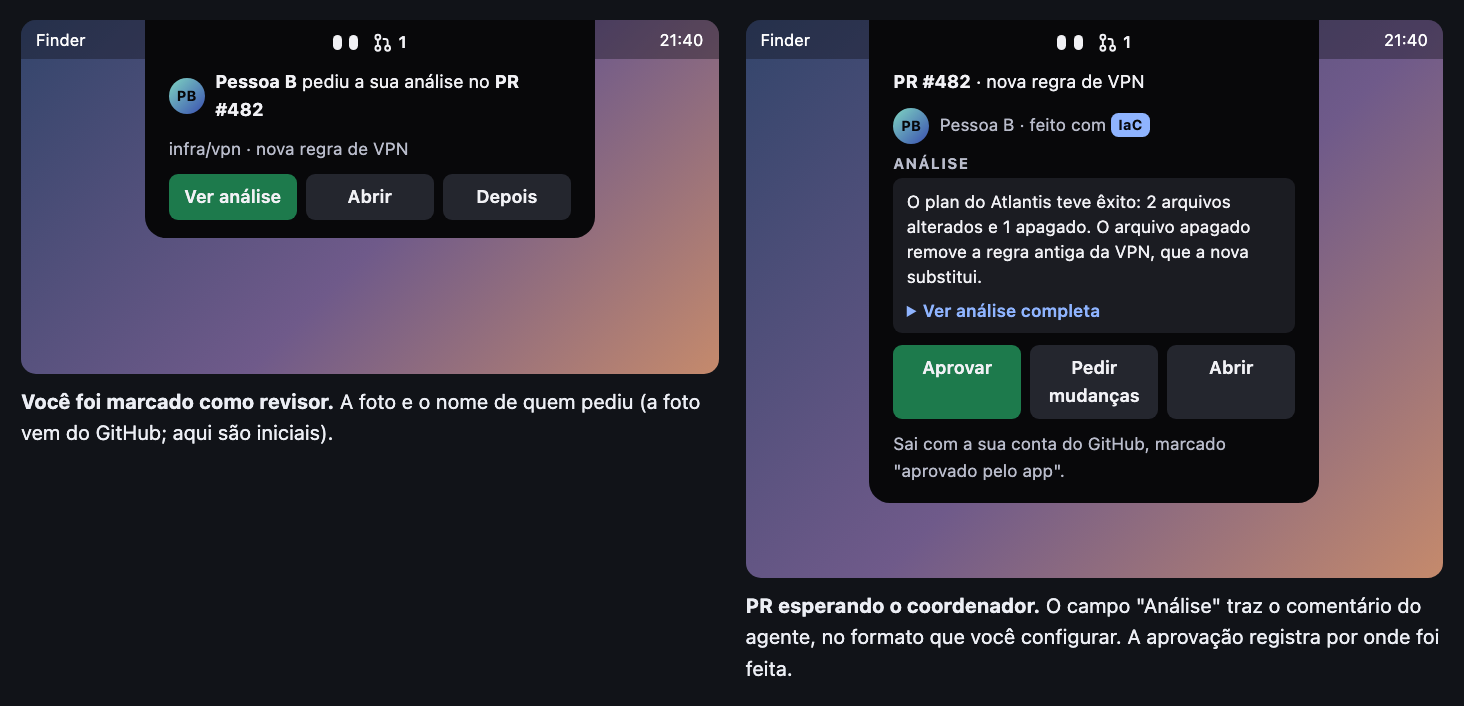 Finder
1
21:40
PB
Pessoa B pediu a sua análise no PR
#482
infra/vpn · nova regra de VPN
Ver análise
Abrir
Depois
Você foi marcado como revisor. A foto e o nome de quem pediu (a foto
vem do GitHub; aqui são iniciais).
Finder
1
21:40
PR #482 · nova regra de VPN
PB
Pessoa B · feito com IaC
ANÁLISE
O plan do Atlantis teve êxito: 2 arquivos
alterados e 1 apagado. O arquivo apagado
remove a regra antiga da VPN, que a nova
substitui.
Ver análise completa
Aprovar
Pedir
mudanças
Abrir
Sai com a sua conta do GitHub, marcado
"aprovado pelo app".
PR esperando o coordenador. O campo "Análise" traz o comentário do
agente, no formato que você configurar. A aprovação registra por onde foi
feita.